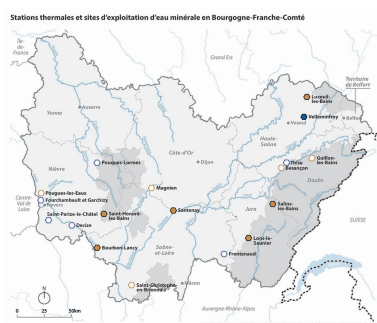 Stations thermales et sites d'exploitation d'eau minérale en Bourgogne-Franche-Comté
Île-
de-
France
Grand Est
Territoire
de Belfort
Luxeuil-
les-Bains
Auxerre
Yonne
Velleminfroy
Vesoul
Belfort
Haute-
Saône
Côte-d'Or
Guillon-
les-Bains
Fougues-Lormes
Dijon
Thise
Besançon
Nièvre
Doubs
Magnien
Pougues-les-Eaux
Centre-
Val de
Loire
Fourchambault et Garchizy
Nevers
Salins-
les-Bains
Saint-Parize-le-Châtel
Saint-Honoré-
les-Bains
Santenay
Jura
SUISSE
Decize
Lons-le-
Saunier
Bourbon-Lancy
Saône-
et-Loire
Frontenaud
Saint-Christophe-
en-Brionnais
Mâcon
N
Auvergne-Rhône-Alpes
0 25 50km